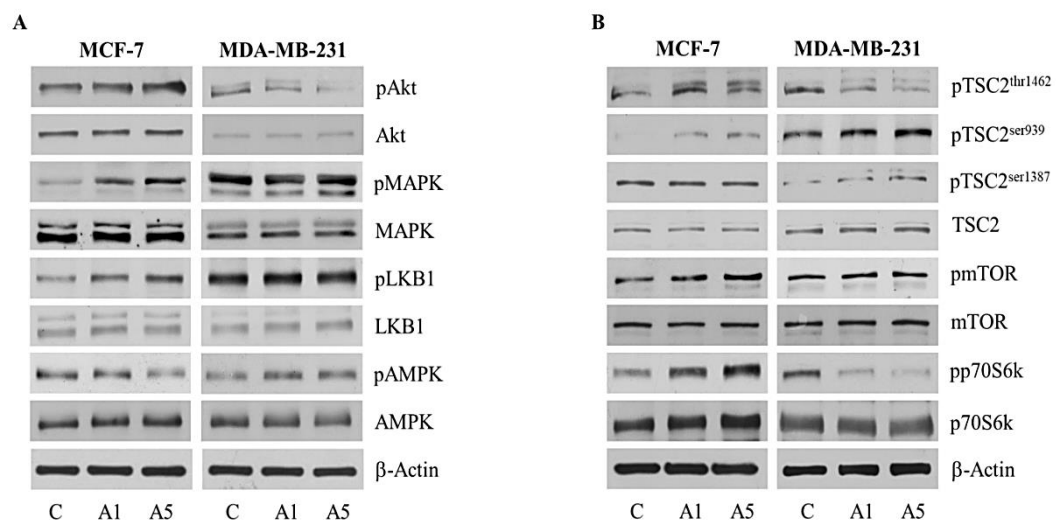 A
MCF-7 MDA-MB-231
pAkt
Akt
pMAPK
MAPK
pLKB1
LKB1
pAMPK
AMPK
β-Actin
C A1 A5 C A1 A5
B
MCF-7 MDA-MB-231
pTSC2thr1462
pTSC2ser939
pTSC2ser1387
TSC2
pmTOR
mTOR
pp70S6k
p70S6k
β-Actin
C A1 A5 C A1 A5